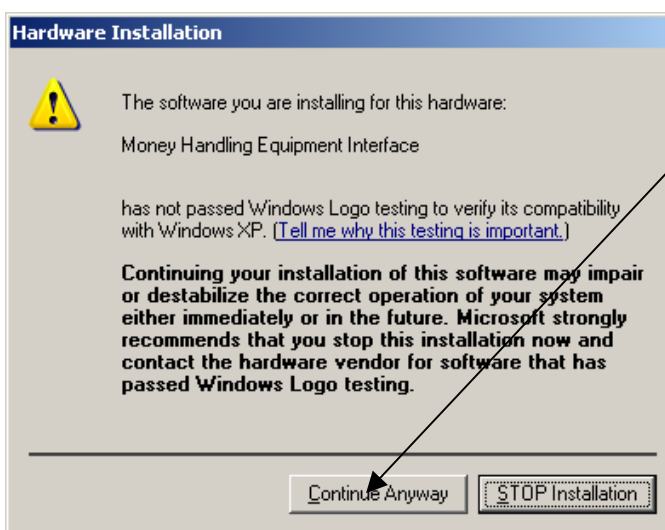 Hardware Installation
The software you are installing for this hardware:
Money Handling Equipment Interface
has not passed Windows Logo testing to verify its compatibility
with Windows XP. (Tell me why this testing is important.)
Continuing your installation of this software may impair
or destabilize the correct operation of your system
either immediately or in the future. Microsoft strongly
recommends that you stop this installation now and
contact the hardware vendor for software that has
passed Windows Logo testing.
Continue Anyway
STOP Installation